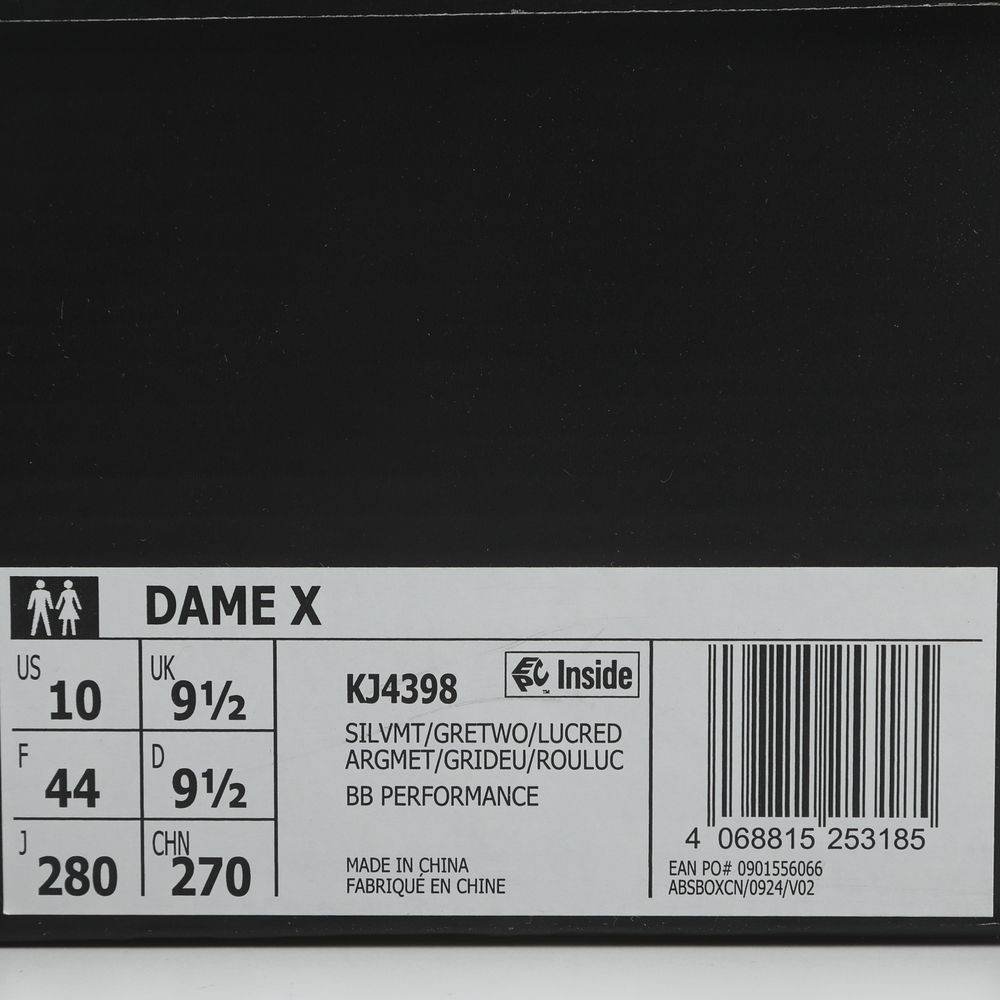 DAME X
US 10
UK 9½
F 44
D 9½
J 280
CHN 270
KJ4398
EPC™ Inside
SILVMT/GRETWO/LUCRED
ARGMET/GRIDEU/ROULUC
BB PERFORMANCE
MADE IN CHINA
FABRIQUÉ EN CHINE
4 068815 253185
EAN PO# 0901556066
ABSBOXCN/0924/V02